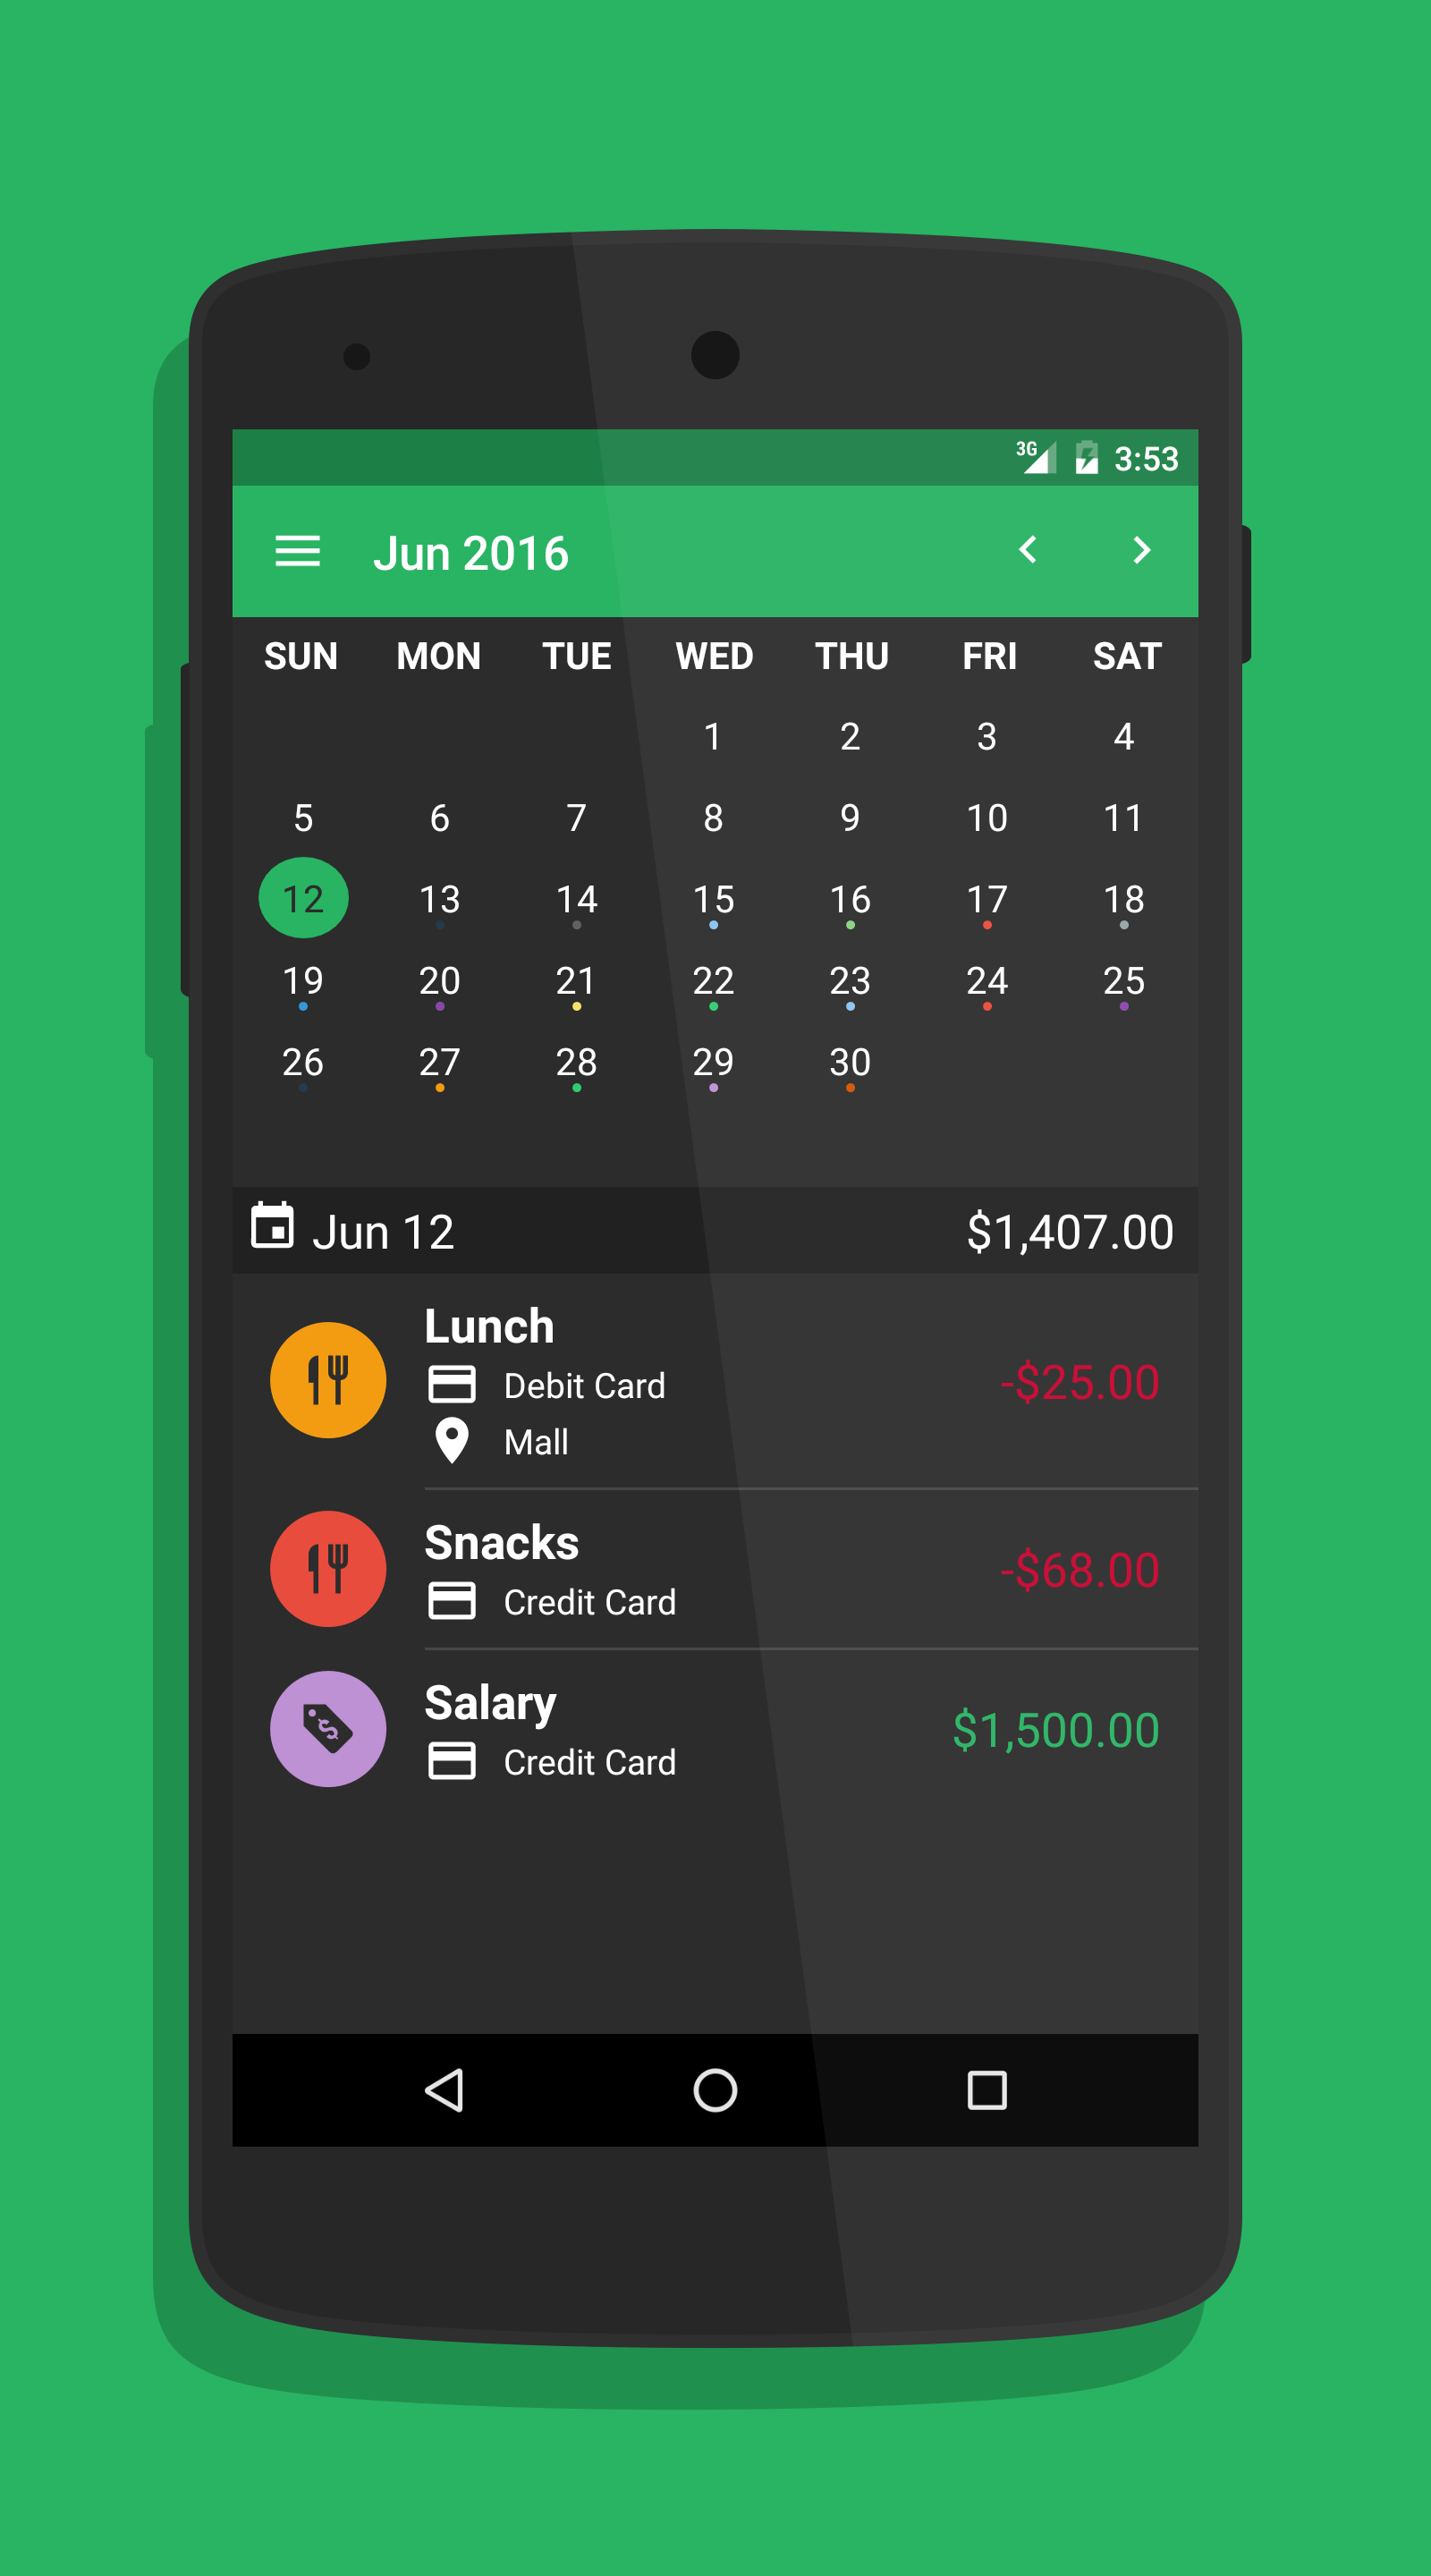 3G 3:53
Jun 2016
SUN MON TUE WED THU FRI SAT
1 2 3 4
5 6 7 8 9 10 11
12 13 14 15 16 17 18
19 20 21 22 23 24 25
26 27 28 29 30
Jun 12 $1,407.00
Lunch
Debit Card
-$25.00
Mall
Snacks
-$68.00
Credit Card
Salary
$1,500.00
Credit Card